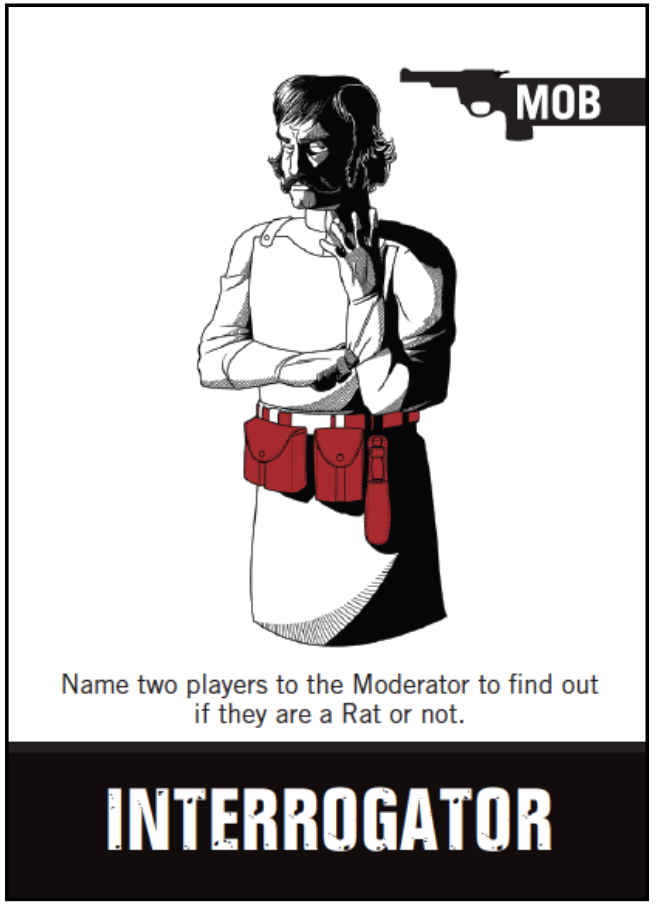 MOB
Name two players to the Moderator to find out
if they are a Rat or not.
INTERROGATOR